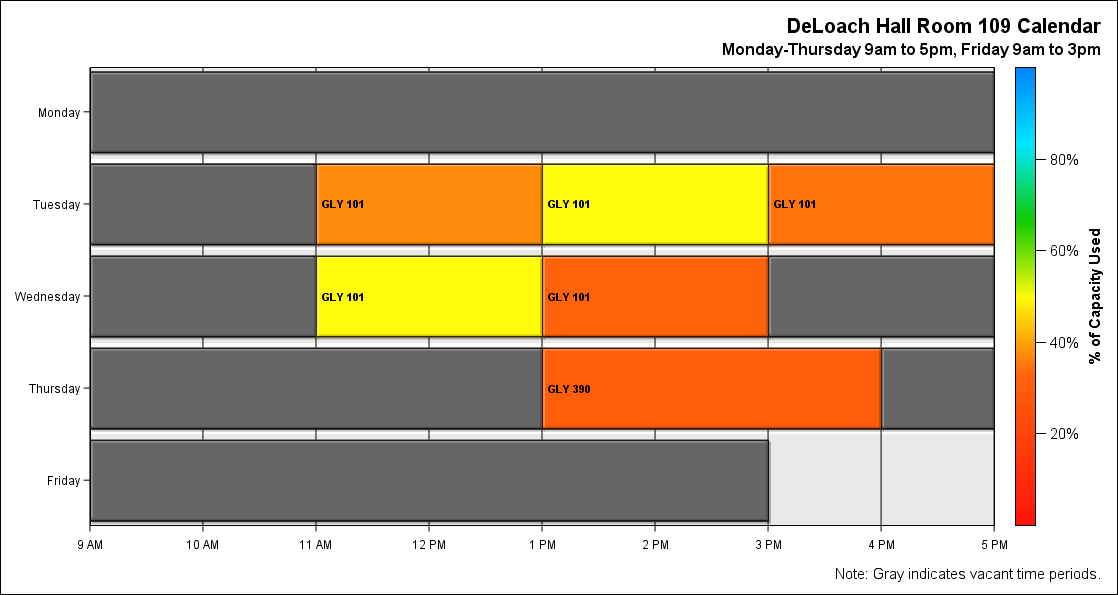 DeLoach Hall Room 109 Calendar
Monday-Thursday 9am to 5pm, Friday 9am to 3pm
Monday
Tuesday
GLY 101
GLY 101
GLY 101
Wednesday
GLY 101
GLY 101
Thursday
GLY 390
Friday
9 AM
10 AM
11 AM
12 PM
1 PM
2 PM
3 PM
4 PM
5 PM
80%
60%
40%
20%
% of Capacity Used
Note: Gray indicates vacant time periods.